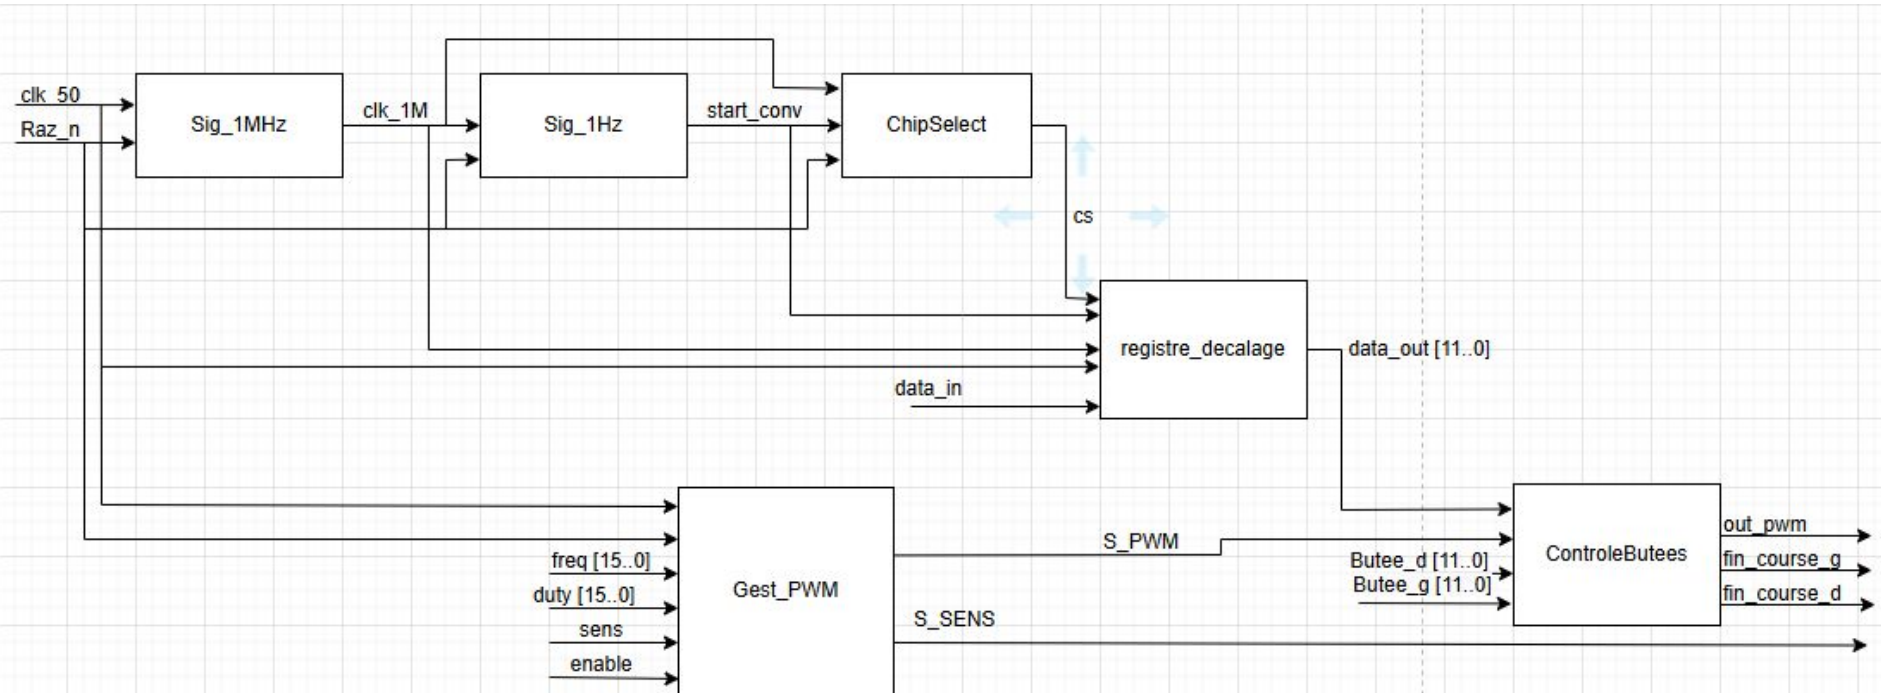 clk_50
Raz_n
Sig_1MHz
clk_1M
Sig_1Hz
start_conv
ChipSelect
cs
registre_decalage
data_out [11..0]
data_in
S_PWM
out_pwm
freq [15..0]
Butee_d [11..0]
ControleButees
fin_course_g
Butee_g [11..0]
duty [15..0]
Gest_PWM
fin_course_d
sens
S_SENS
enable